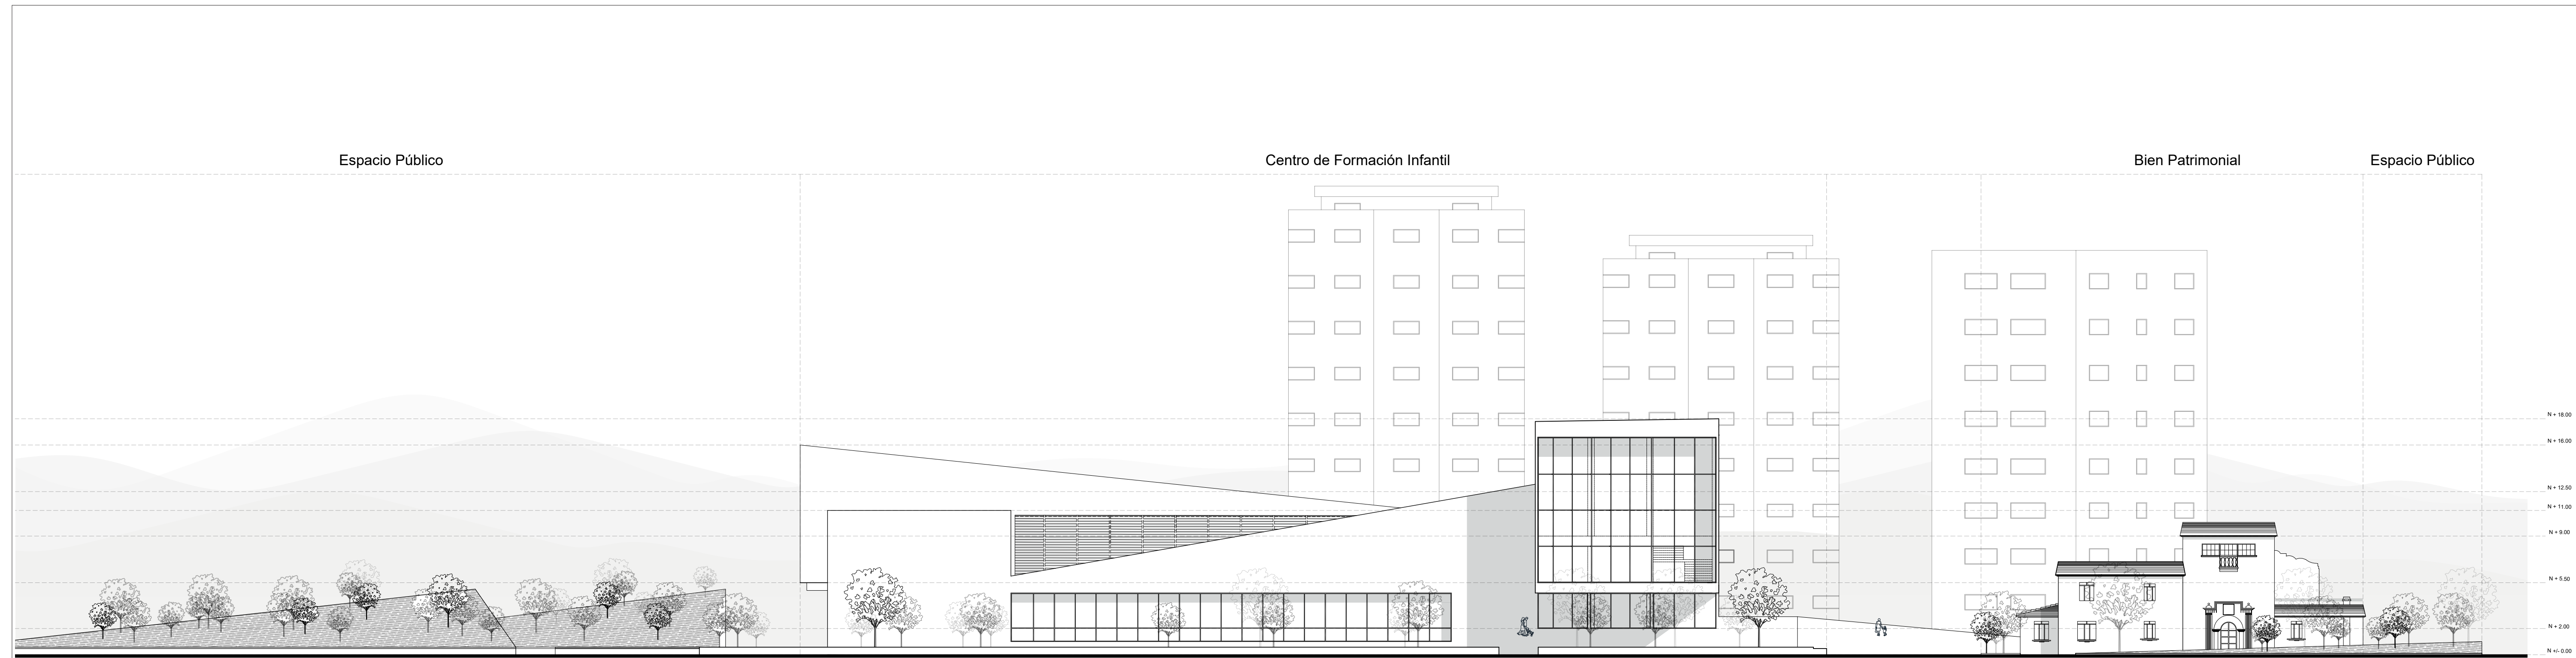 Espacio Público
Centro de Formación Infantil
Bien Patrimonial
Espacio Público
N + 18.00
N + 16.00
N + 12.50
N + 11.00
N + 9.00
N + 5.50
N + 2.00
N +/- 0.00